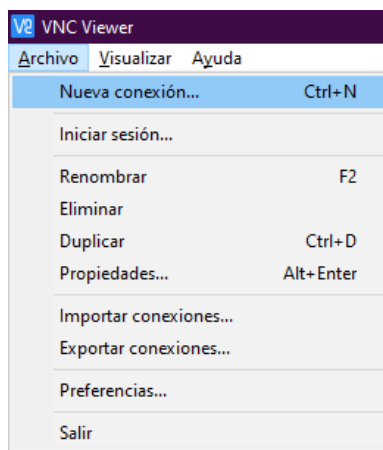 VNC Viewer
Archivo Visualizar Ayuda
Nueva conexión... Ctrl+N
Iniciar sesión...
Renombrar F2
Eliminar
Duplicar Ctrl+D
Propiedades... Alt+Enter
Importar conexiones...
Exportar conexiones...
Preferencias...
Salir